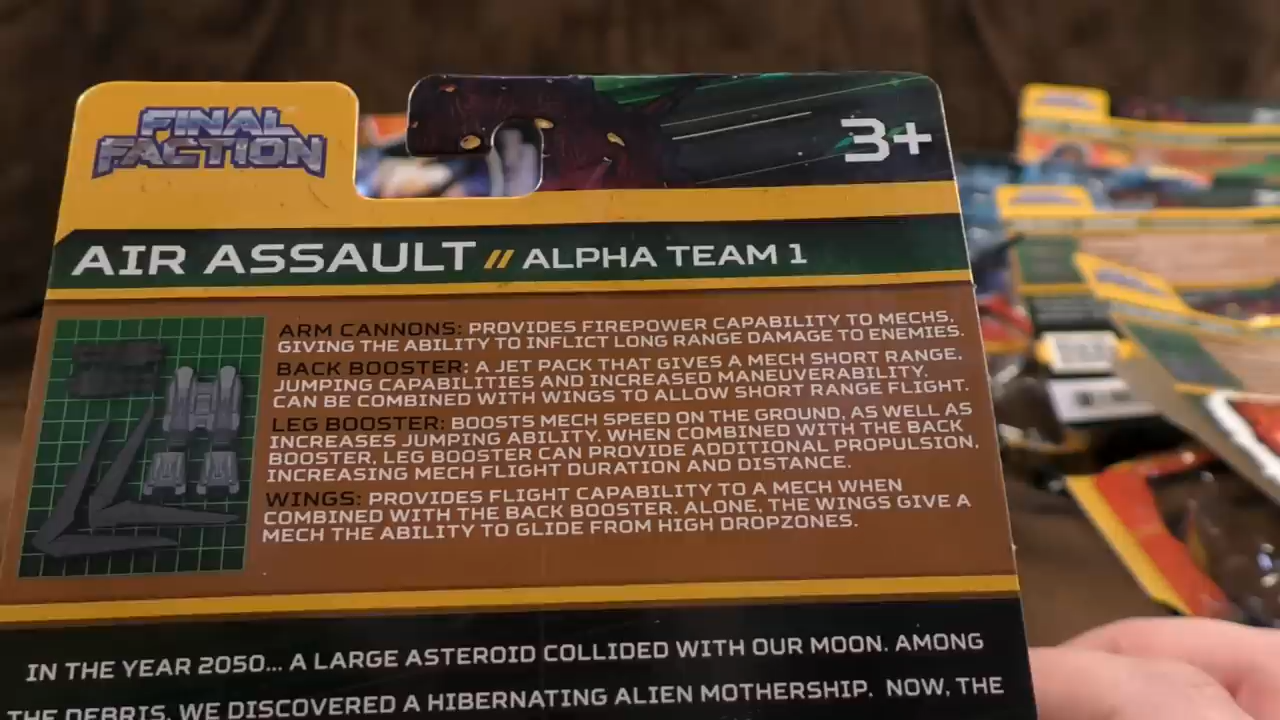 FINAL
FACTION
3+
AIR ASSAULT // ALPHA TEAM 1
ARM CANNONS: PROVIDES FIREPOWER CAPABILITY TO MECHS,
GIVING THE ABILITY TO INFLICT LONG RANGE DAMAGE TO ENEMIES.
BACK BOOSTER: A JET PACK THAT GIVES A MECH SHORT RANGE,
JUMPING CAPABILITIES AND INCREASED MANEUVERABILITY.
CAN BE COMBINED WITH WINGS TO ALLOW SHORT RANGE FLIGHT.
LEG BOOSTER: BOOSTS MECH SPEED ON THE GROUND, AS WELL AS
INCREASES JUMPING ABILITY. WHEN COMBINED WITH THE BACK
BOOSTER, LEG BOOSTER CAN PROVIDE ADDITIONAL PROPULSION,
INCREASING MECH FLIGHT DURATION AND DISTANCE.
WINGS: PROVIDES FLIGHT CAPABILITY TO A MECH WHEN
COMBINED WITH THE BACK BOOSTER. ALONE, THE WINGS GIVE A
MECH THE ABILITY TO GLIDE FROM HIGH DROPZONES.
IN THE YEAR 2050... A LARGE ASTEROID COLLIDED WITH OUR MOON. AMONG
THE DEBRIS, WE DISCOVERED A HIBERNATING ALIEN MOTHERSHIP. NOW, THE